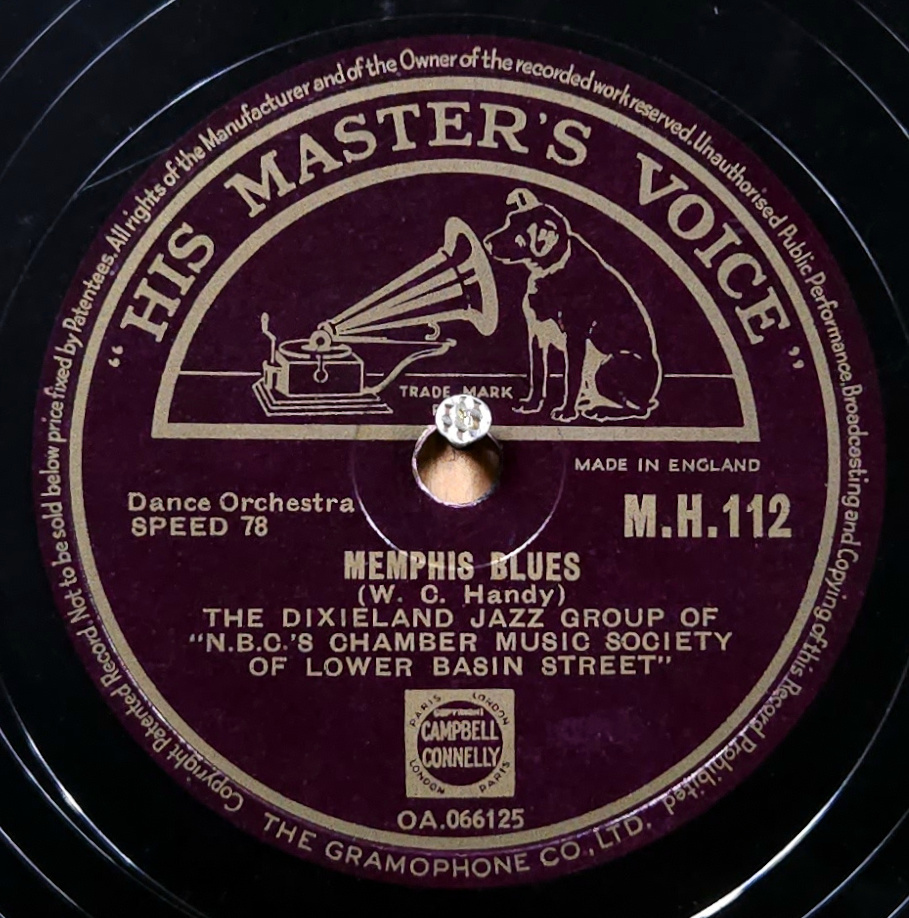 Copyright Patented Record. Not to be sold below price fixed by Patentees. All rights of the Manufacturer and of the Owner of the recorded work reserved. Unauthorised Public Performance, Broadcasting and Copying of this Record Prohibited
"HIS MASTER'S VOICE"
TRADE MARK
MADE IN ENGLAND
Dance Orchestra
SPEED 78
M.H.112
MEMPHIS BLUES
(W. C. Handy)
THE DIXIELAND JAZZ GROUP OF
"N.B.C.'S CHAMBER MUSIC SOCIETY
OF LOWER BASIN STREET"
PARIS LONDON
COPYRIGHT
CAMPBELL
CONNELLY
LONDON PARIS
OA.066125
THE GRAMOPHONE CO., LTD.